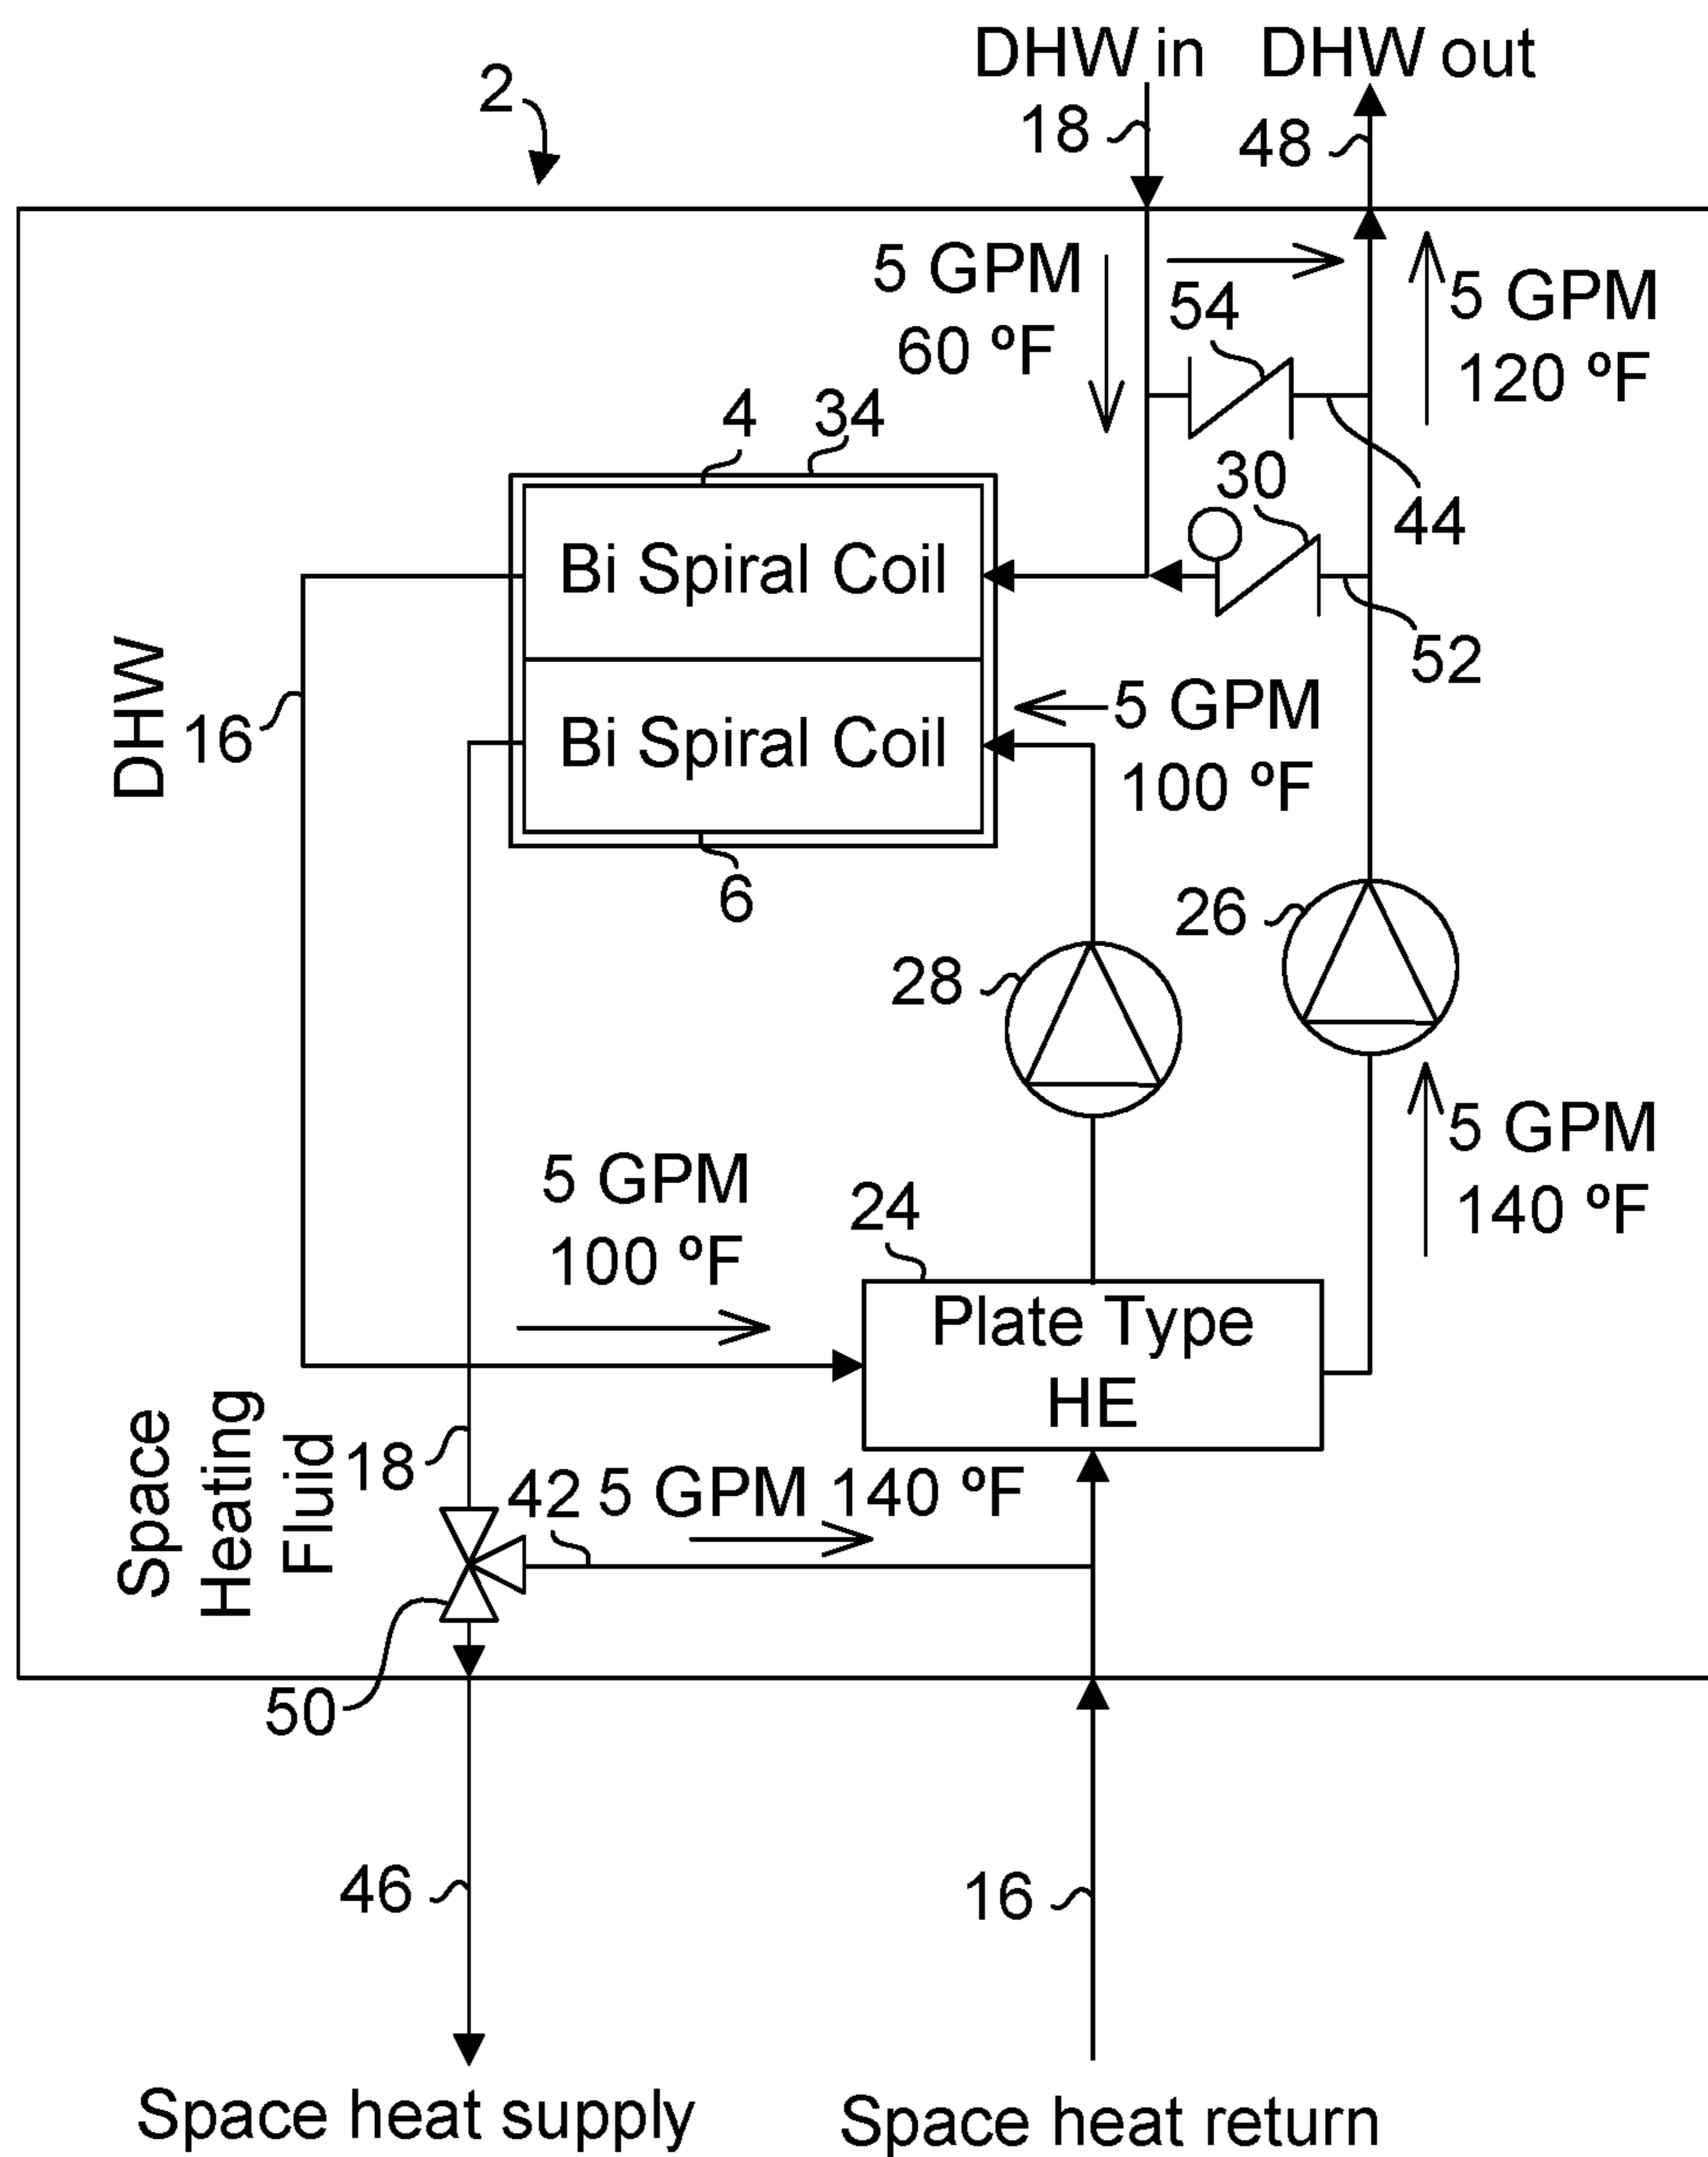 DHW in
DHW out
2
18
48
5 GPM
60 ºF
54
5 GPM
120 ºF
4
34
30
44
Bi Spiral Coil
52
DHW
16
Bi Spiral Coil
5 GPM
100 ºF
6
26
28
5 GPM
140 ºF
5 GPM
100 ºF
24
Plate Type
HE
Space
Heating
Fluid
18
42
5 GPM 140 ºF
50
46
16
Space heat supply
Space heat return